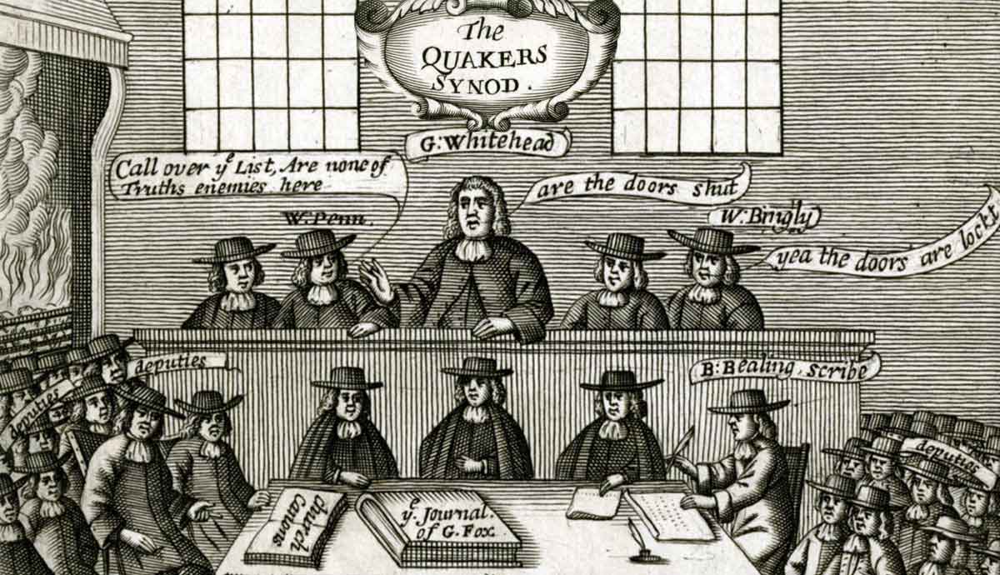 The
QUAKERS
SYNOD.
G: Whitehead
Call over yᵉ List, Are none of
Truths enemies here
are the doors shut
W: Penn.
W: Bingly
yea the doors are lockt
deputies
deputies
B: Bealing, scribe
deputies
Church
Canons
yᵉ Journal.
of G. Fox.